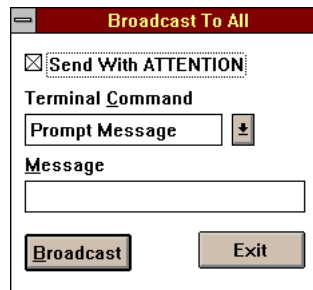 Broadcast To All
Send With ATTENTION
Terminal Command
Prompt Message
Message
Broadcast
Exit